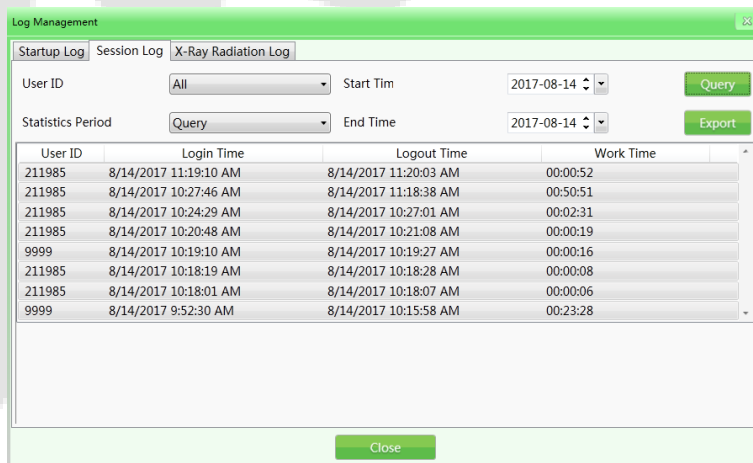 Log Management
Startup Log Session Log X-Ray Radiation Log
User ID All Start Tim 2017-08-14 Query
Statistics Period Query End Time 2017-08-14 Export
User ID Login Time Logout Time Work Time
211985 8/14/2017 11:19:10 AM 8/14/2017 11:20:03 AM 00:00:52
211985 8/14/2017 10:27:46 AM 8/14/2017 11:18:38 AM 00:50:51
211985 8/14/2017 10:24:29 AM 8/14/2017 10:27:01 AM 00:02:31
211985 8/14/2017 10:20:48 AM 8/14/2017 10:21:08 AM 00:00:19
9999 8/14/2017 10:19:10 AM 8/14/2017 10:19:27 AM 00:00:16
211985 8/14/2017 10:18:19 AM 8/14/2017 10:18:28 AM 00:00:08
211985 8/14/2017 10:18:01 AM 8/14/2017 10:18:07 AM 00:00:06
9999 8/14/2017 9:52:30 AM 8/14/2017 10:15:58 AM 00:23:28
Close